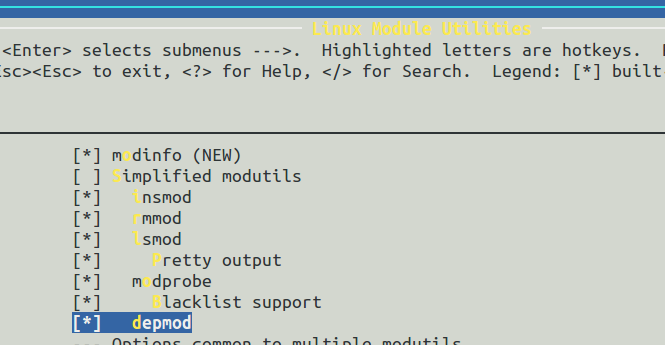 Linux Module Utilities
<Enter> selects submenus --->. Highlighted letters are hotkeys.
sc><Esc> to exit, <?> for Help, </> for Search. Legend: [*] built-
[*] modinfo (NEW)
[ ] Simplified modutils
[*] insmod
[*] rmmod
[*] lsmod
[*] Pretty output
[*] modprobe
[*] Blacklist support
[*] depmod
--- Options common to multiple modutils